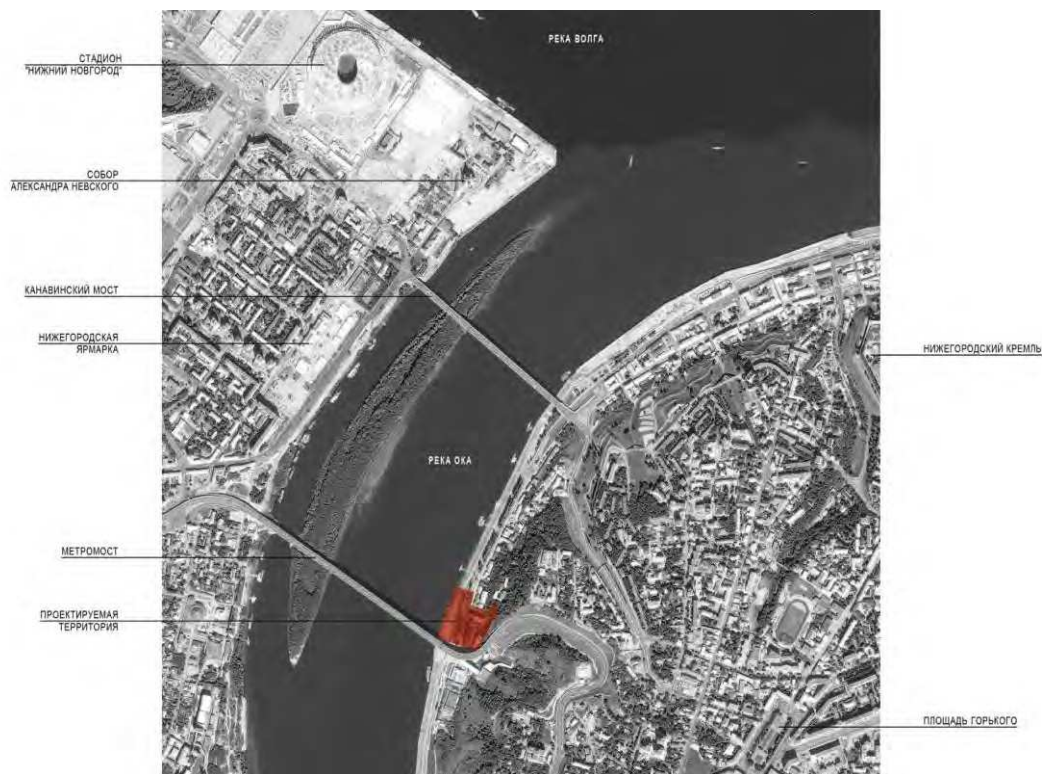 РЕКА ВОЛГА
СТАДИОН
"НИЖНИЙ НОВГОРОД"
СОБОР
АЛЕКСАНДРА НЕВСКОГО
КАНАВИНСКИЙ МОСТ
НИЖЕГОРОДСКАЯ
ЯРМАРКА
НИЖЕГОРОДСКИЙ КРЕМЛЬ
РЕКА ОКА
МЕТРОМОСТ
ПРОЕКТИРУЕМАЯ
ТЕРРИТОРИЯ
ПЛОЩАДЬ ГОРЬКОГО